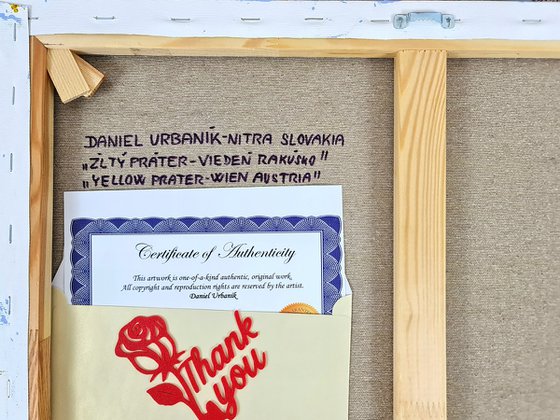 DANIEL URBANÍK-NITRA SLOVAKIA
„ŽLTÝ PRÁTER-VIEDEŇ RAKÚSKO"
„YELLOW PRATER-WIEN AUSTRIA"
Certificate of Authenticity
This artwork is one-of-a-kind authentic, original work.
All copyright and reproduction rights are reserved by the artist.
Daniel Urbaník
Thank
you